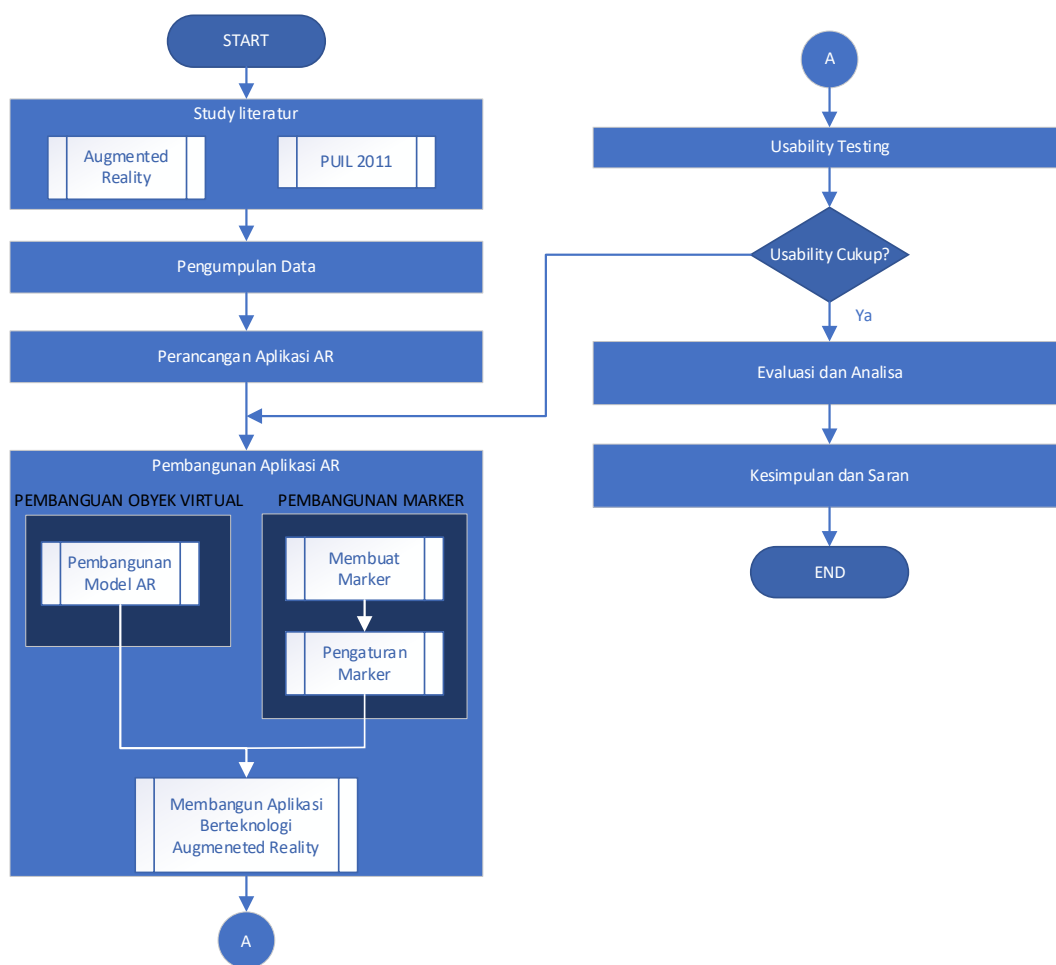 START
Study literatur
Augmented
Reality
PUIL 2011
Pengumpulan Data
Perancangan Aplikasi AR
Pembangunan Aplikasi AR
PEMBANGUAN OBYEK VIRTUAL
PEMBANGUNAN MARKER
Pembangunan
Model AR
Membuat
Marker
Pengaturan
Marker
Membangun Aplikasi
Berteknologi
Augmeneted Reality
A
A
Usability Testing
Usability Cukup?
Ya
Evaluasi dan Analisa
Kesimpulan dan Saran
END